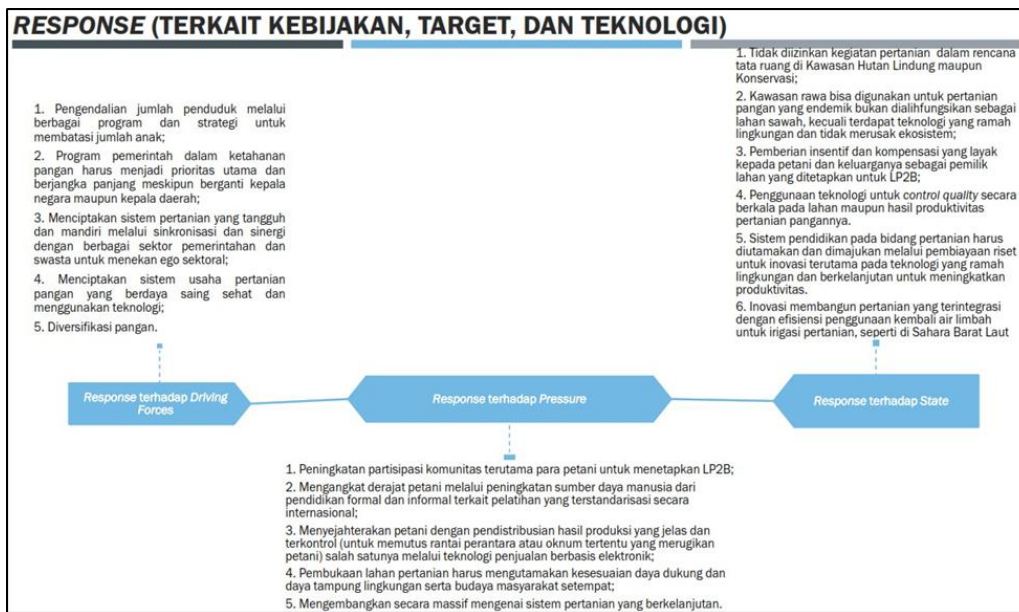 RESPONSE (TERKAIT KEBIJAKAN, TARGET, DAN TEKNOLOGI)
1. Pengendalian jumlah penduduk melalui
berbagai program dan strategi untuk
membatasi jumlah anak;
2. Program pemerintah dalam ketahanan
pangan harus menjadi prioritas utama dan
berjangka panjang meskipun berganti kepala
negara maupun kepala daerah;
3. Menciptakan sistem pertanian yang tangguh
dan mandiri melalui sinkronisasi dan sinergi
dengan berbagai sektor pemerintahan dan
swasta untuk menekan ego sektoral;
4. Menciptakan sistem usaha pertanian
pangan yang berdaya saing sehat dan
menggunakan teknologi;
5. Diversifikasi pangan.
Response terhadap Driving
Forces
Response terhadap Pressure
1. Peningkatan partisipasi komunitas terutama para petani untuk menetapkan LP2B;
2. Mengangkat derajat petani melalui peningkatan sumber daya manusia dari
pendidikan formal dan informal terkait pelatihan yang terstandarisasi secara
internasional;
3. Menyejahterakan petani dengan pendistribusian hasil produksi yang jelas dan
terkontrol (untuk memutus rantai perantara atau oknum tertentu yang merugikan
petani) salah satunya melalui teknologi penjualan berbasis elektronik;
4. Pembukaan lahan pertanian harus mengutamakan kesesuaian daya dukung dan
daya tampung lingkungan serta budaya masyarakat setempat;
5. Mengembangkan secara massif mengenai sistem pertanian yang berkelanjutan.
1. Tidak diizinkan kegiatan pertanian dalam rencana
tata ruang di Kawasan Hutan Lindung maupun
Konservasi;
2. Kawasan rawa bisa digunakan untuk pertanian
pangan yang endemik bukan dialihfungsikan sebagai
lahan sawah, kecuali terdapat teknologi yang ramah
lingkungan dan tidak merusak ekosistem;
3. Pemberian insentif dan kompensasi yang layak
kepada petani dan keluarganya sebagai pemilik
lahan yang ditetapkan untuk LP2B;
4. Penggunaan teknologi untuk control quality secara
berkala pada lahan maupun hasil produktivitas
pertanian pangannya.
5. Sistem pendidikan pada bidang pertanian harus
diutamakan dan dimajukan melalui pembiayaan riset
untuk inovasi terutama pada teknologi yang ramah
lingkungan dan berkelanjutan untuk meningkatkan
produktivitas.
6. Inovasi membangun pertanian yang terintegrasi
dengan efisiensi penggunaan kembali air limbah
untuk irigasi pertanian, seperti di Sahara Barat Laut
Response terhadap State